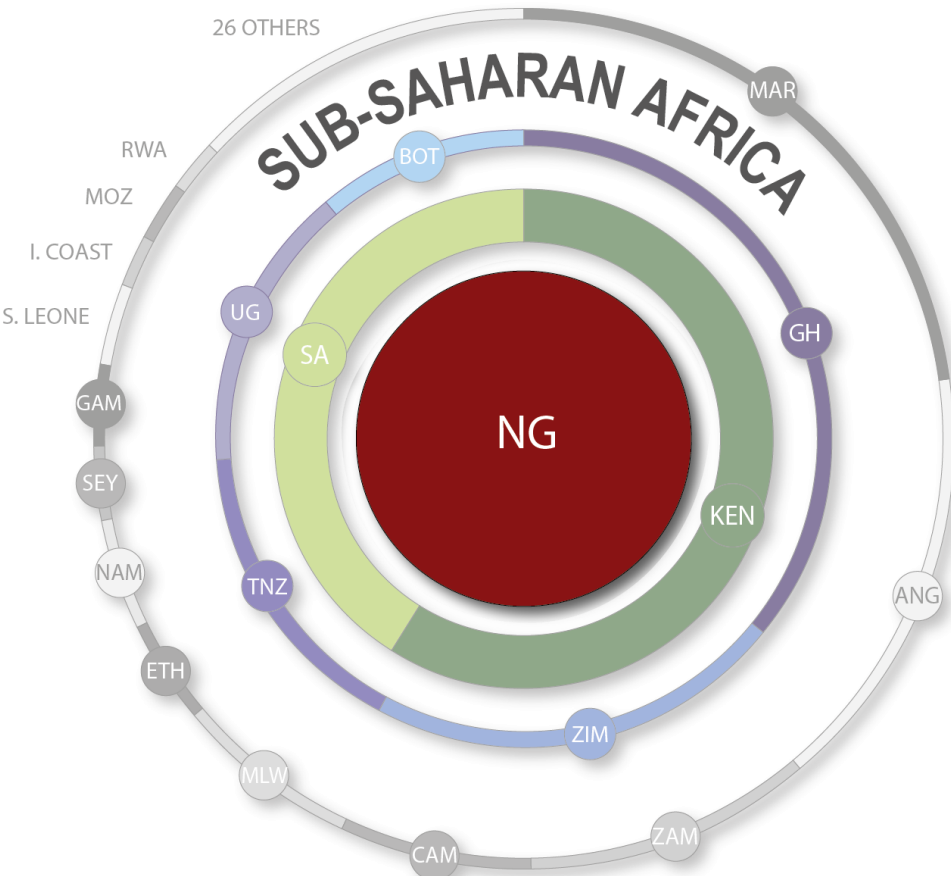 26 OTHERS
SUB-SAHARAN AFRICA
MAR
RWA
BOT
MOZ
I. COAST
UG
S. LEONE
GH
SA
GAM
NG
SEY
KEN
NAM
TNZ
ANG
ETH
ZIM
MLW
ZAM
CAM